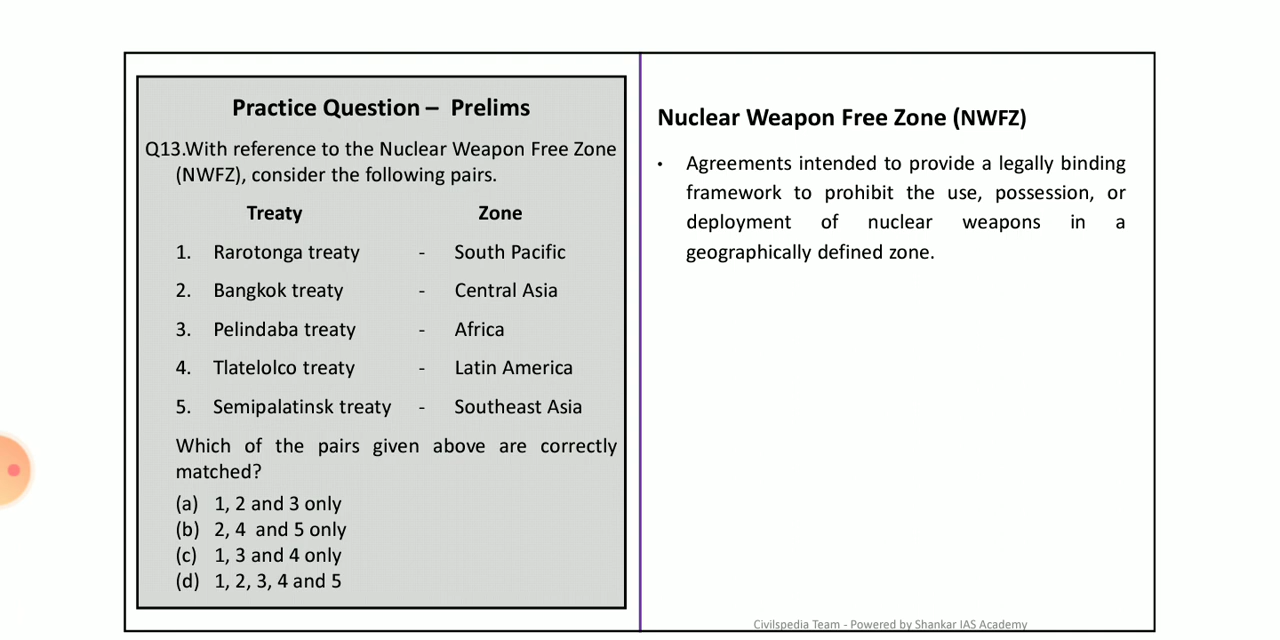 Practice Question – Prelims
Q13.With reference to the Nuclear Weapon Free Zone
(NWFZ), consider the following pairs.
Treaty Zone
1. Rarotonga treaty - South Pacific
2. Bangkok treaty - Central Asia
3. Pelindaba treaty - Africa
4. Tlatelolco treaty - Latin America
5. Semipalatinsk treaty - Southeast Asia
Which of the pairs given above are correctly
matched?
(a) 1, 2 and 3 only
(b) 2, 4 and 5 only
(c) 1, 3 and 4 only
(d) 1, 2, 3, 4 and 5
Nuclear Weapon Free Zone (NWFZ)
• Agreements intended to provide a legally binding
framework to prohibit the use, possession, or
deployment of nuclear weapons in a
geographically defined zone.
Civilspedia Team - Powered by Shankar IAS Academy